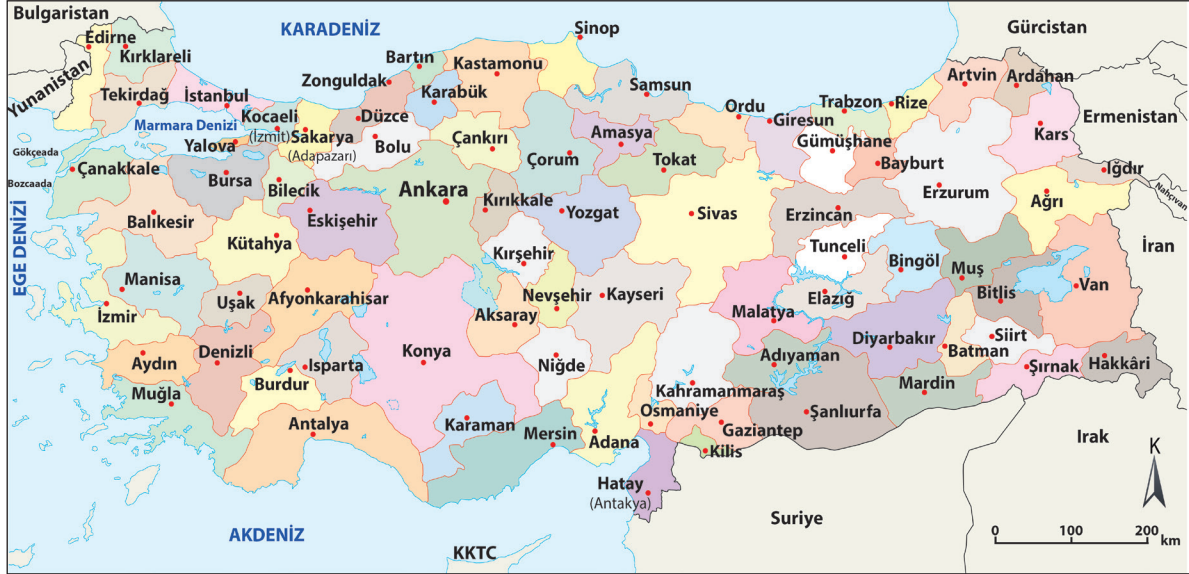 Bulgaristan
KARADENİZ
Gürcistan
Sinop
Edirne
Kırklareli
Bartın
Kastamonu
Yunanistan
Zonguldak
Samsun
Artvin
Ardahan
Tekirdağ
İstanbul
Karabük
Ordu
Trabzon
Rize
Kocaeli
(İzmit)
Düzce
Giresun
Ermenistan
Marmara Denizi
Sakarya
(Adapazarı)
Çankırı
Amasya
Gümüşhane
Kars
Yalova
Bolu
Çorum
Tokat
Bayburt
Gökçeada
Çanakkale
Bursa
Bilecik
Ankara
Erzurum
Iğdır
Bozcaada
Kırıkkale
Nahçıvan
Balıkesir
Eskişehir
Yozgat
Sivas
Erzincan
Ağrı
EGE DENİZİ
Kütahya
Tunceli
İran
Kırşehir
Bingöl
Manisa
Muş
Uşak
Afyonkarahisar
Nevşehir
Kayseri
Elazığ
Bitlis
Van
İzmir
Aksaray
Malatya
Siirt
Aydın
Denizli
Isparta
Konya
Niğde
Adıyaman
Diyarbakır
Batman
Hakkâri
Burdur
Kahramanmaraş
Mardin
Şırnak
Muğla
Antalya
Karaman
Osmaniye
Şanlıurfa
Mersin
Adana
Gaziantep
Kilis
Irak
K
Hatay
(Antakya)
Suriye
AKDENİZ
KKTC
0 100 200
km